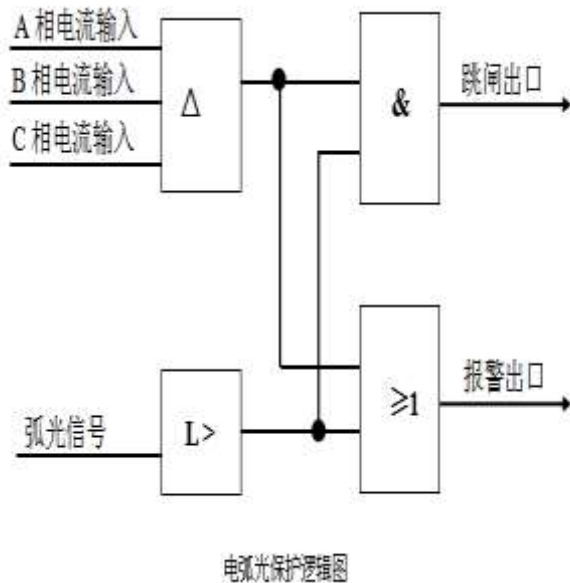 A 相电流输入
B 相电流输入
C 相电流输入
Δ
&
跳闸出口
弧光信号
L>
≥1
报警出口
电弧光保护逻辑图